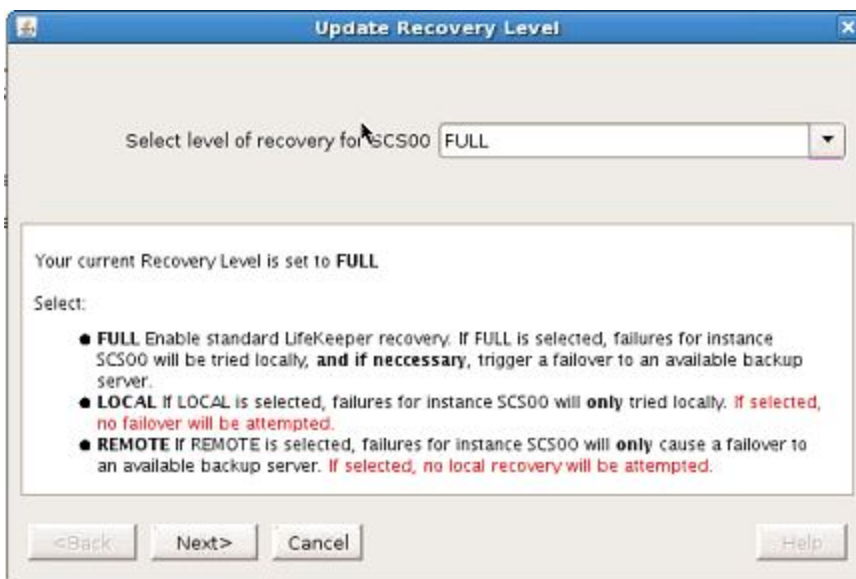 Update Recovery Level
Select level of recovery for SCS00 FULL
Your current Recovery Level is set to FULL
Select:
● FULL Enable standard LifeKeeper recovery. If FULL is selected, failures for instance
SCS00 will be tried locally, and if neccessary, trigger a failover to an available backup
server.
● LOCAL If LOCAL is selected, failures for instance SCS00 will only tried locally. If selected,
no failover will be attempted.
● REMOTE If REMOTE is selected, failures for instance SCS00 will only cause a failover to
an available backup server. If selected, no local recovery will be attempted.
<Back Next> Cancel Help